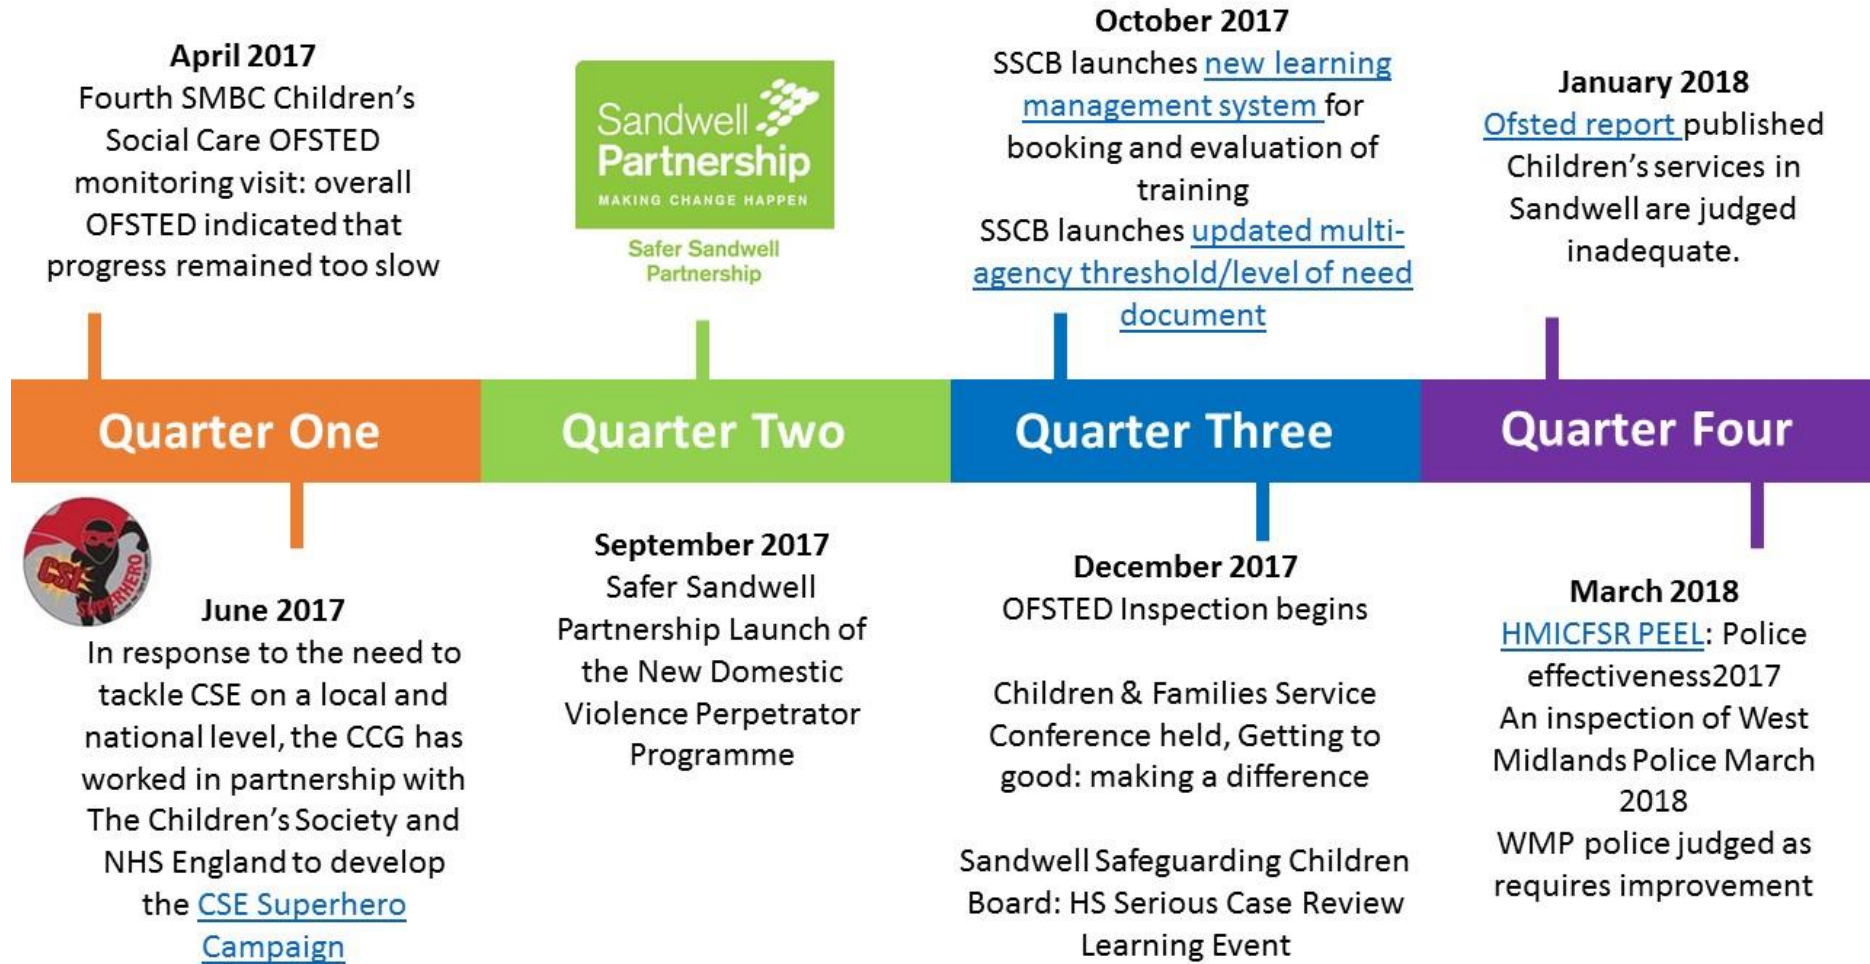 April 2017
Fourth SMBC Children's
Social Care OFSTED
monitoring visit: overall
OFSTED indicated that
progress remained too slow
Sandwell
Partnership
MAKING CHANGE HAPPEN
Safer Sandwell
Partnership
October 2017
SSCB launches new learning
management system for
booking and evaluation of
training
SSCB launches updated multi-
agency threshold/level of need
document
January 2018
Ofsted report published
Children's services in
Sandwell are judged
inadequate.
Quarter One
Quarter Two
Quarter Three
Quarter Four
SUPERHERO
June 2017
In response to the need to
tackle CSE on a local and
national level, the CCG has
worked in partnership with
The Children's Society and
NHS England to develop
the CSE Superhero
Campaign
September 2017
Safer Sandwell
Partnership Launch of
the New Domestic
Violence Perpetrator
Programme
December 2017
OFSTED Inspection begins
Children & Families Service
Conference held, Getting to
good: making a difference
Sandwell Safeguarding Children
Board: HS Serious Case Review
Learning Event
March 2018
HMICFSR PEEL: Police
effectiveness2017
An inspection of West
Midlands Police March
2018
WMP police judged as
requires improvement